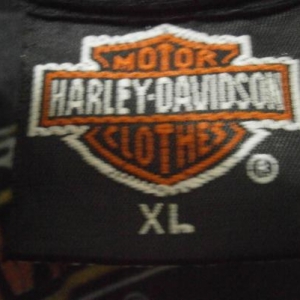 MOTOR
HARLEY-DAVIDSON
CLOTHES
®
XL